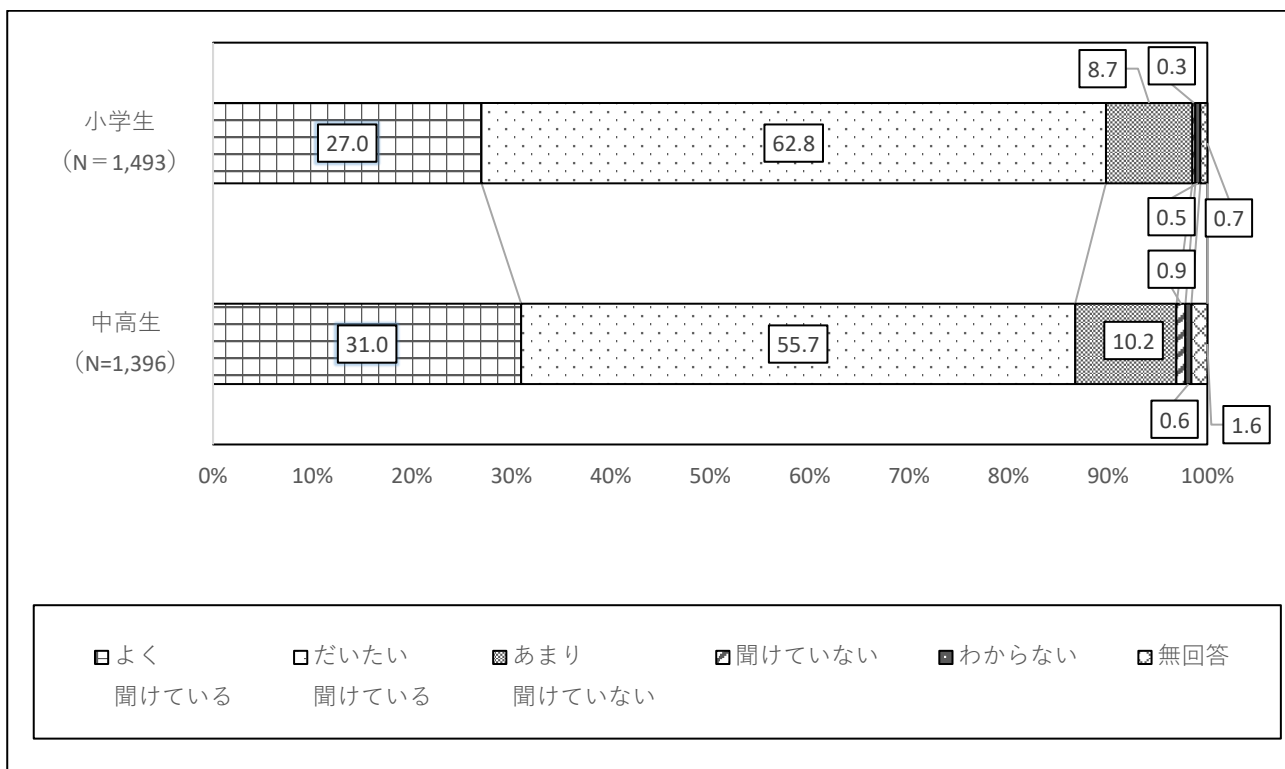 8.7
0.3
小学生
（N＝1,493）
27.0
62.8
0.5
0.7
0.9
中高生
（N=1,396）
31.0
55.7
10.2
0.6
1.6
0%
10%
20%
30%
40%
50%
60%
70%
80%
90%
100%
よく
聞けている
だいたい
聞けている
あまり
聞けていない
聞けていない
わからない
無回答